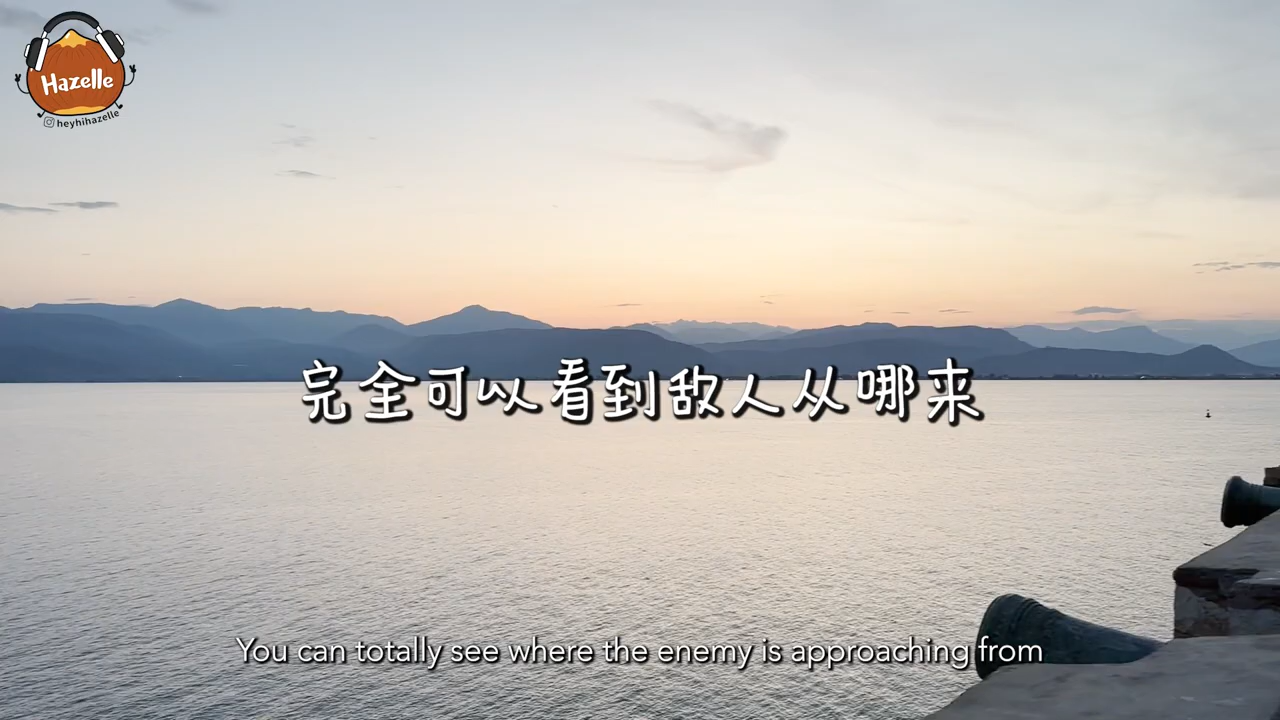 Hazelle
heyhihazelle
完全可以看到敌人从哪来
You can totally see where the enemy is approaching from